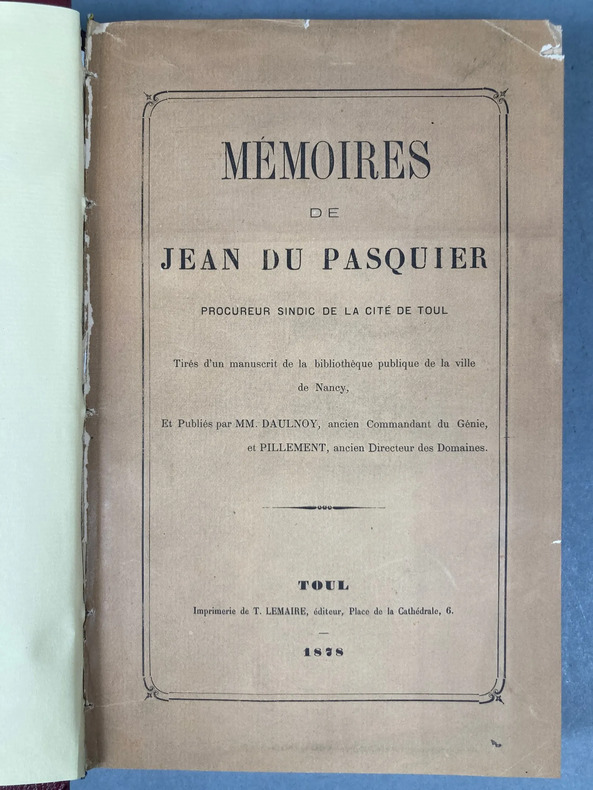 MÉMOIRES
DE
JEAN DU PASQUIER
PROCUREUR SINDIC DE LA CITÉ DE TOUL
Tirés d'un manuscrit de la bibliothèque publique de la ville
de Nancy,
Et Publiés par MM. DAULNOY, ancien Commandant du Génie,
et PILLEMENT, ancien Directeur des Domaines.
TOUL
Imprimerie de T. LEMAIRE, éditeur, Place de la Cathédrale, 6.
1878